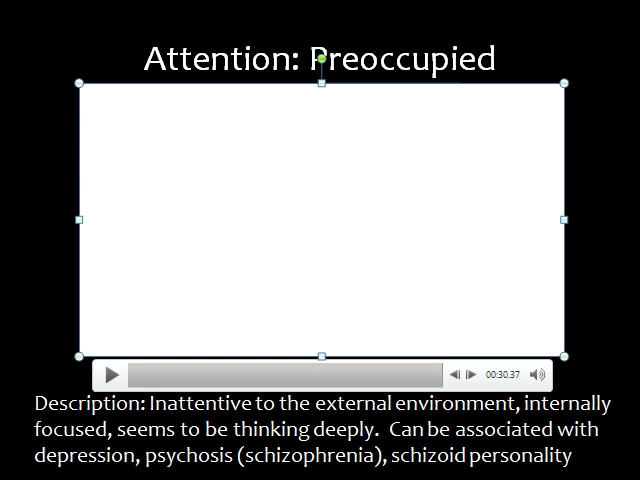 Attention: Preoccupied
00:30.37
Description: Inattentive to the external environment, internally
focused, seems to be thinking deeply.  Can be associated with
depression, psychosis (schizophrenia), schizoid personality